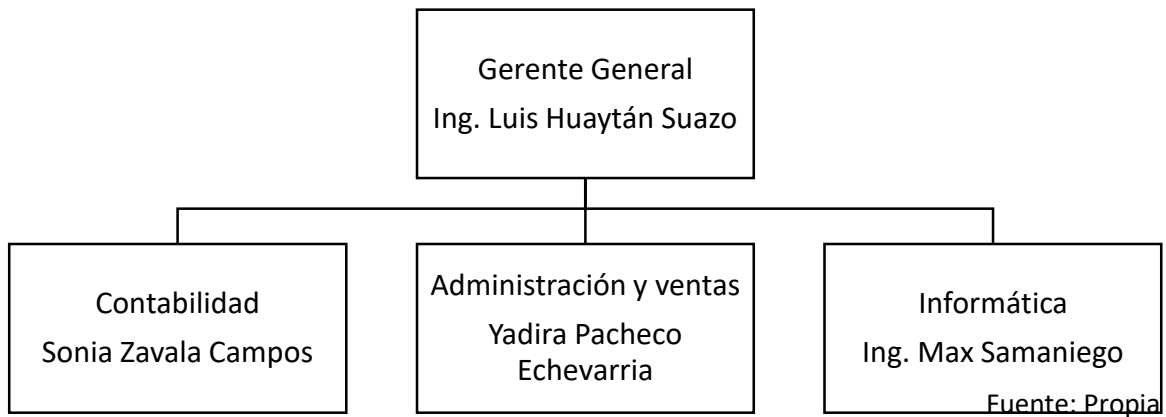 Gerente General
Ing. Luis Huaytán Suazo
Contabilidad
Sonia Zavala Campos
Administración y ventas
Yadira Pacheco
Echevarria
Informática
Ing. Max Samaniego
Fuente: Propia